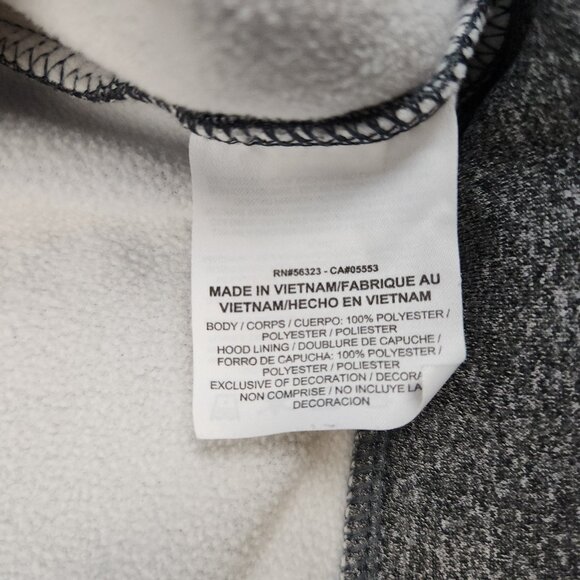 RN#56323 - CA#05553
MADE IN VIETNAM/FABRIQUE AU
VIETNAM/HECHO EN VIETNAM
BODY / CORPS / CUERPO: 100% POLYESTER /
POLYESTER / POLIESTER
HOOD LINING / DOUBLURE DE CAPUCHE /
FORRO DE CAPUCHA: 100% POLYESTER /
POLYESTER / POLIESTER
EXCLUSIVE OF DECORATION / DECORA
NON COMPRISE / NO INCLUYE LA
DECORACION